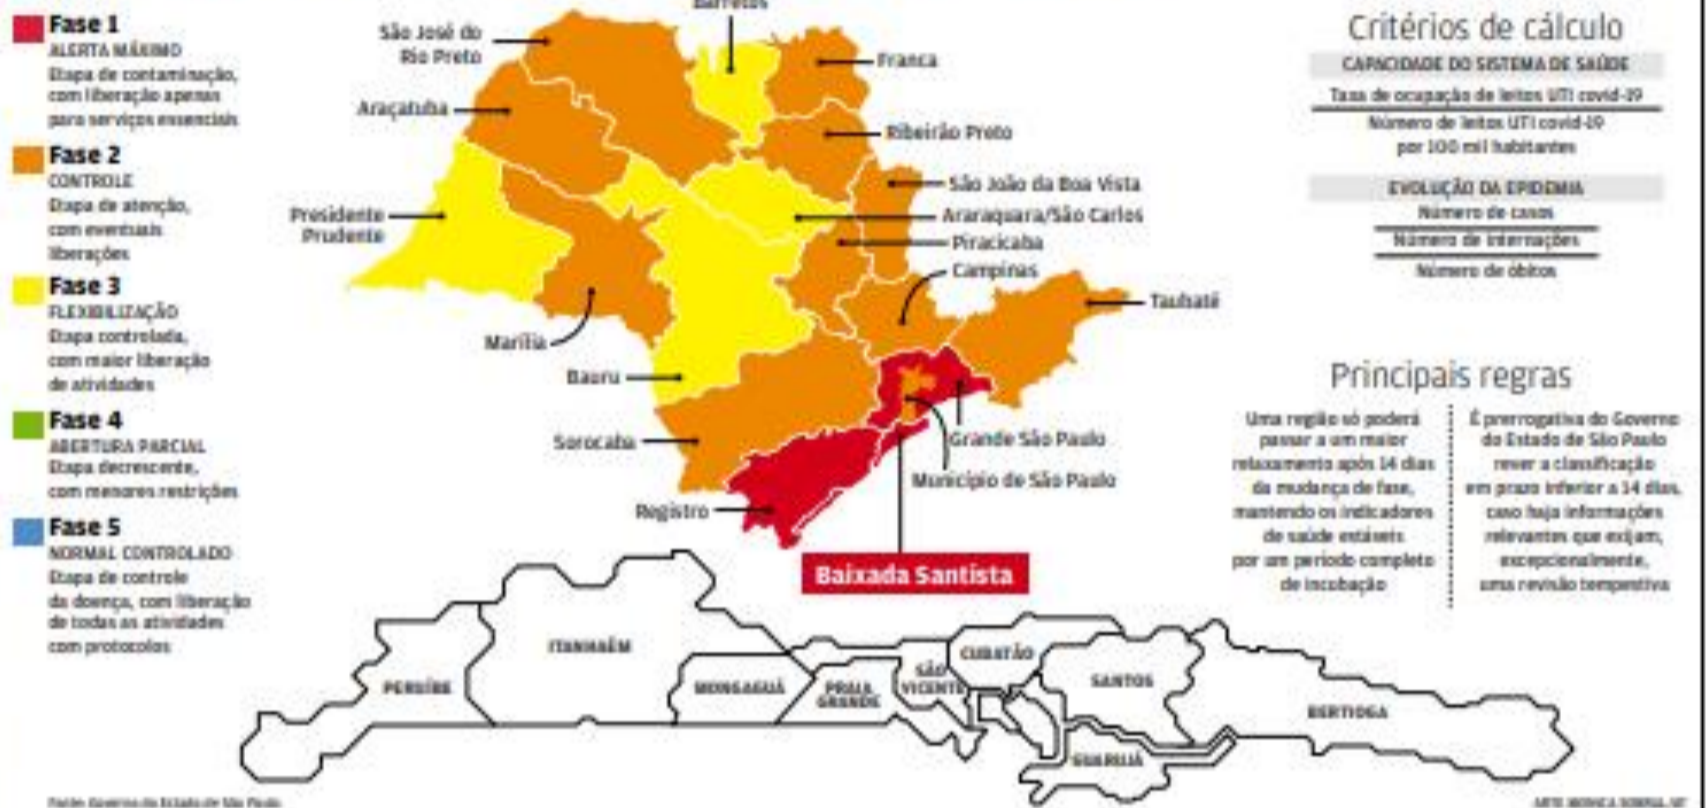 Fase 1
ALERTA MÁXIMO
Etapa de contaminação,
com liberação apenas
para serviços essenciais
Fase 2
CONTROLE
Etapa de atenção,
com eventuais
liberações
Fase 3
FLEXIBILIZAÇÃO
Etapa controlada,
com maior liberação
de atividades
Fase 4
ABERTURA PARCIAL
Etapa decrescente,
com menores restrições
Fase 5
NORMAL CONTROLADO
Etapa de controle
da doença, com liberação
de todas as atividades
com protocolos
Barretos
São José do
Rio Preto
Franca
Araçatuba
Ribeirão Preto
São João da Boa Vista
Presidente
Prudente
Araraquara/São Carlos
Piracicaba
Campinas
Taubaté
Marília
Bauru
Sorocaba
Grande São Paulo
Município de São Paulo
Registro
Baixada Santista
Critérios de cálculo
CAPACIDADE DO SISTEMA DE SAÚDE
Taxa de ocupação de leitos UTI covid-19
Número de leitos UTI covid-19
por 100 mil habitantes
EVOLUÇÃO DA EPIDEMIA
Número de casos
Número de internações
Número de óbitos
Principais regras
Uma região só poderá
passar a um maior
relaxamento após 14 dias
da mudança de fase,
mantendo os indicadores
de saúde estáveis
por um período completo
de incubação
É prerrogativa do Governo
do Estado de São Paulo
rever a classificação
em prazo inferior a 14 dias,
caso haja informações
relevantes que exijam,
excepcionalmente,
uma revisão tempestiva
PERUÍBE
ITANHAÉM
MONGAGUÁ
PRAIA
GRANDE
SÃO
VICENTE
CUBATÃO
SANTOS
GUARUJÁ
BERTIOGA
Fonte: Governo do Estado de São Paulo
ARTE